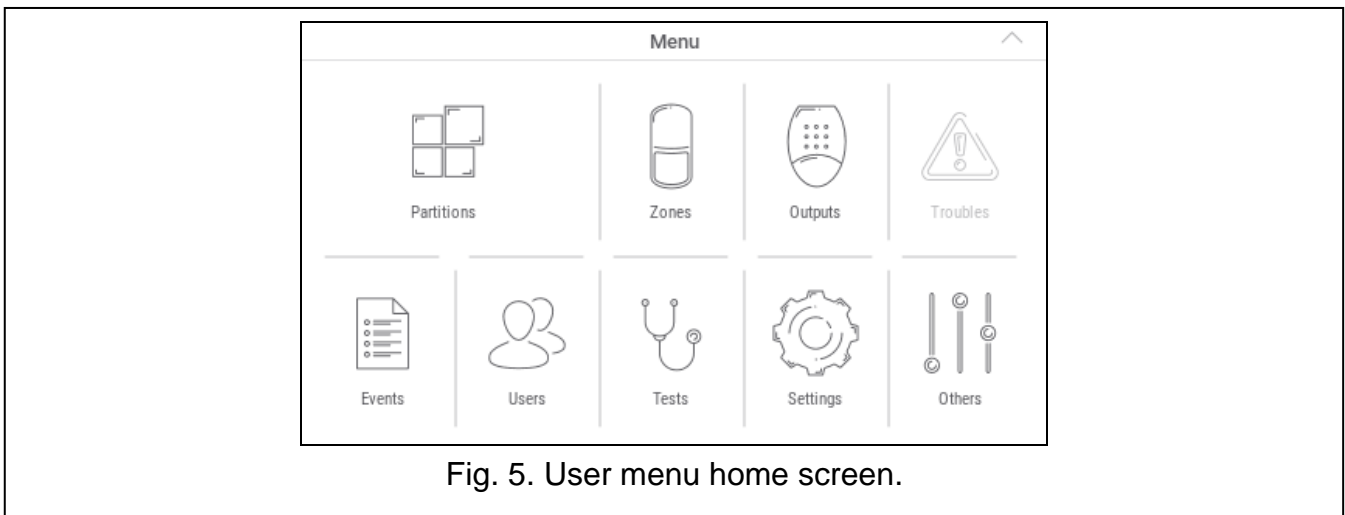 Menu
Partitions
Zones
Outputs
Troubles
Events
Users
Tests
Settings
Others
Fig. 5. User menu home screen.